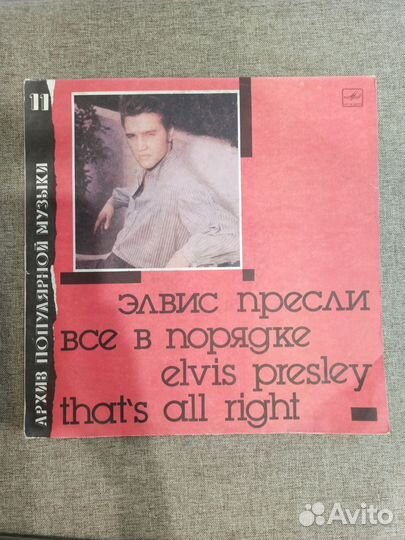 11
АРХИВ ПОПУЛЯРНОЙ МУЗЫКИ
элвис пресли
все в порядке
elvis presley
that's all right
Avito